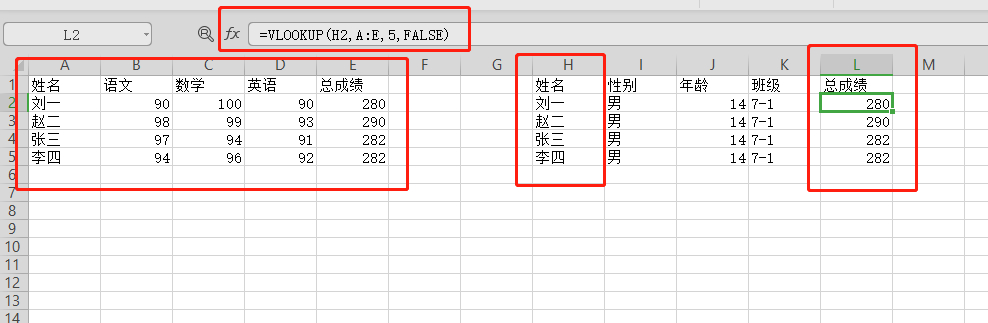 L2 fx =VLOOKUP(H2,A:E,5,FALSE)
A B C D E F G H I J K L M
1 姓名 语文 数学 英语 总成绩 姓名 性别 年龄 班级 总成绩
2 刘一 90 100 90 280 刘一 男 14 7-1 280
3 赵二 98 99 93 290 赵二 男 14 7-1 290
4 张三 97 94 91 282 张三 男 14 7-1 282
5 李四 94 96 92 282 李四 男 14 7-1 282
6
7
8
9
10
11
12
13
14